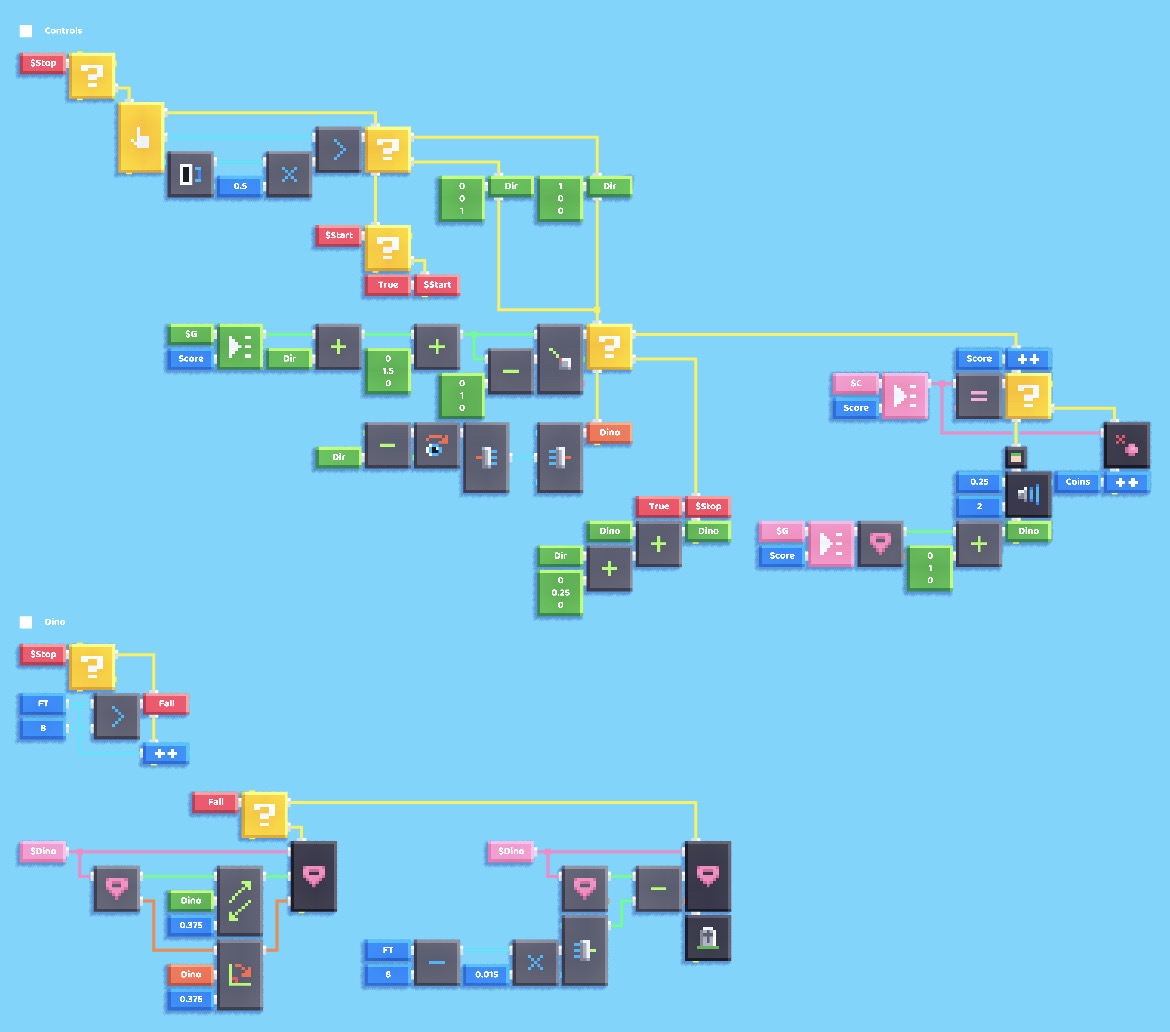 Controls
$Stop
0.5
0
0
1
Dir
1
0
0
Dir
$Start
True
$Start
$G
Score
Dir
0
1.5
0
0
1
0
Dir
Dino
Score
++
$C
Score
0.25
2
Coins
++
True
$Stop
Dino
Dino
Dir
0
0.25
0
$G
Score
0
1
0
Dino
Dino
$Stop
FT
8
Fall
++
Fall
$Dino
Dino
0.375
Dino
0.375
$Dino
FT
8
0.015